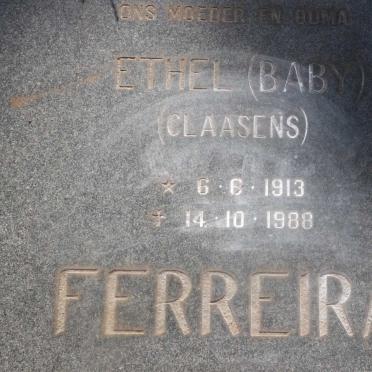 ONS MOEDER EN OUMA
ETHEL (BABY)
(CLAASENS)
* 6·6·1913
+ 14·10·1988
FERREIRA